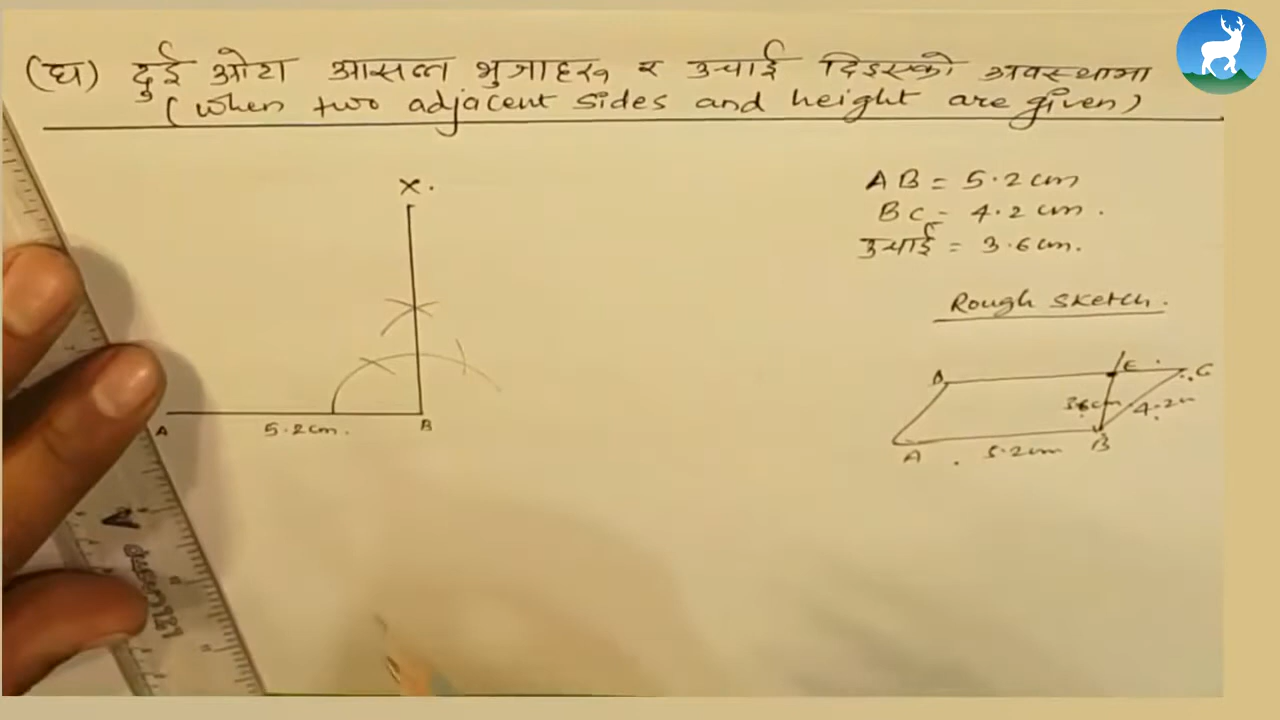 (घ) दुई ओटा आसन्न भुजाहरू र उचाई दिइएको अवस्थामा
(when two adjacent sides and height are given)
X.
AB = 5.2 cm
BC = 4.2 cm.
उचाई = 3.6 cm.
Rough Sketch.
E C
3.6cm 4.2
A 5.2cm B
A 5.2cm. B